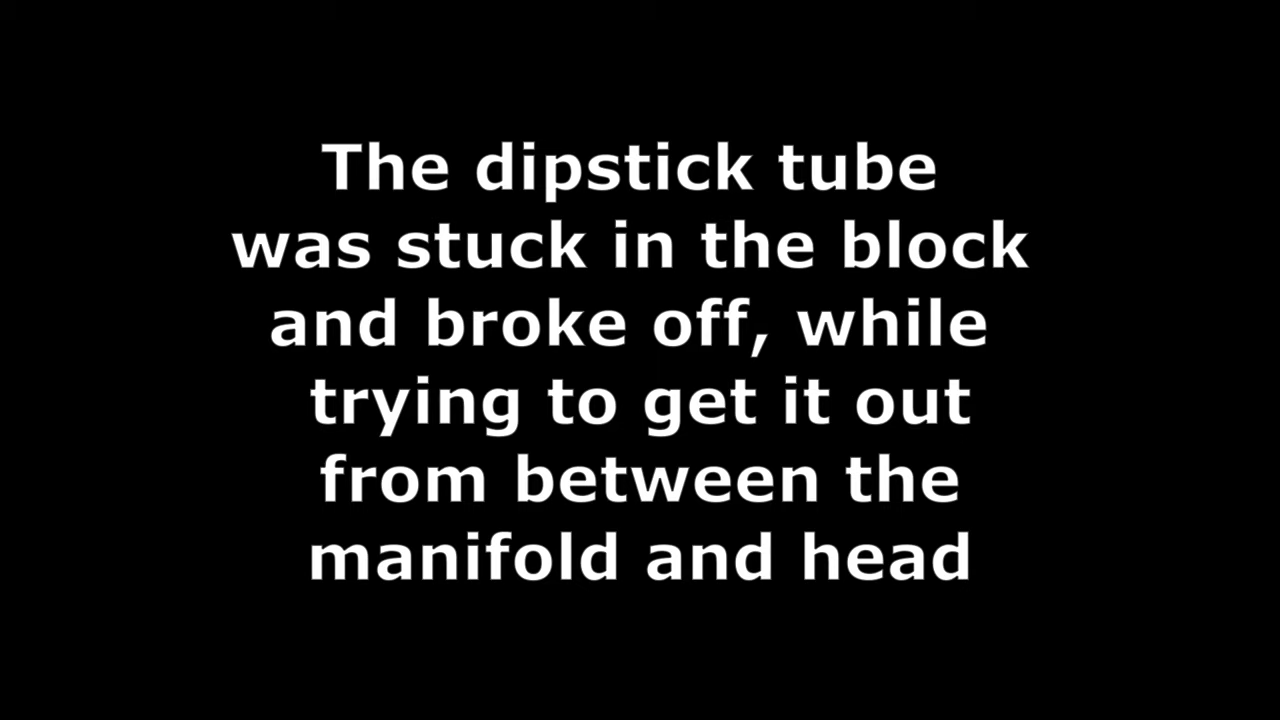 The dipstick tube
was stuck in the block
and broke off, while
trying to get it out
from between the
manifold and head